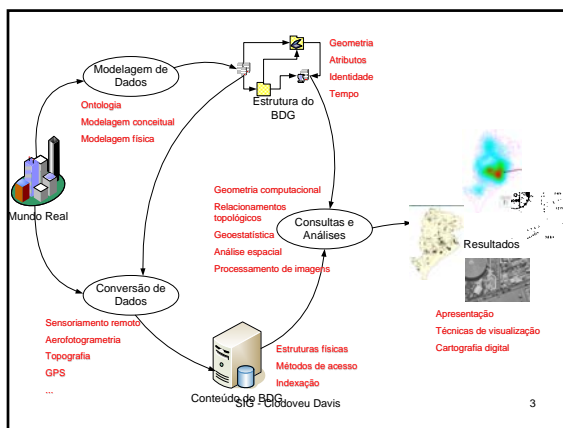 Modelagem de
Dados
Ontologia
Modelagem conceitual
Modelagem física
Estrutura do
BDG
Geometria
Atributos
Identidade
Tempo
Mundo Real
Geometria computacional
Relacionamentos
topológicos
Geoestatística
Análise espacial
Processamento de imagens
Consultas e
Análises
Resultados
Apresentação
Técnicas de visualização
Cartografia digital
Conversão de
Dados
Sensoriamento remoto
Aerofotogrametria
Topografia
GPS
...
Estruturas físicas
Métodos de acesso
Indexação
Conteúdo do BDG
SIG - Clodoveu Davis
3